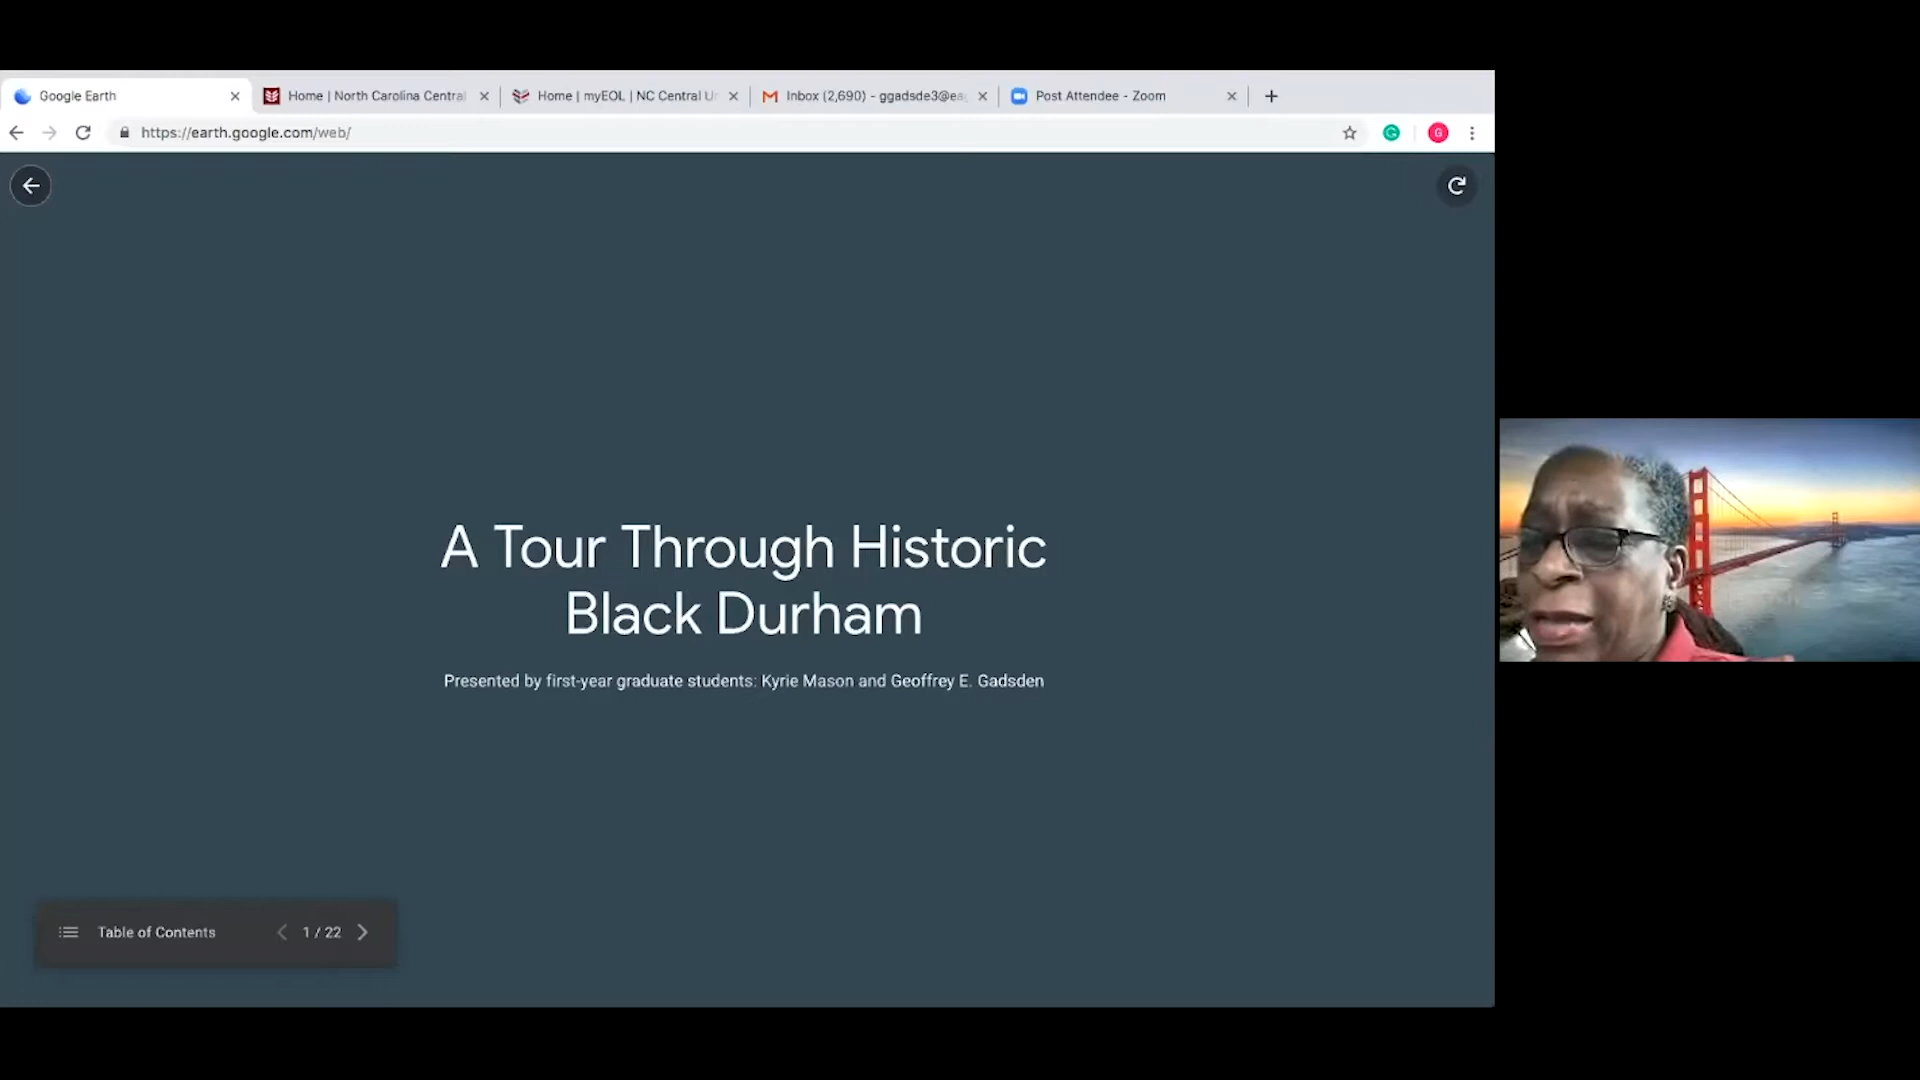 Google Earth
Home | North Carolina Central
Home | myEOL | NC Central Un
Inbox (2,690) - ggadsde3@ea
Post Attendee - Zoom
https://earth.google.com/web/
G
A Tour Through Historic
Black Durham
Presented by first-year graduate students: Kyrie Mason and Geoffrey E. Gadsden
Table of Contents
1 / 22